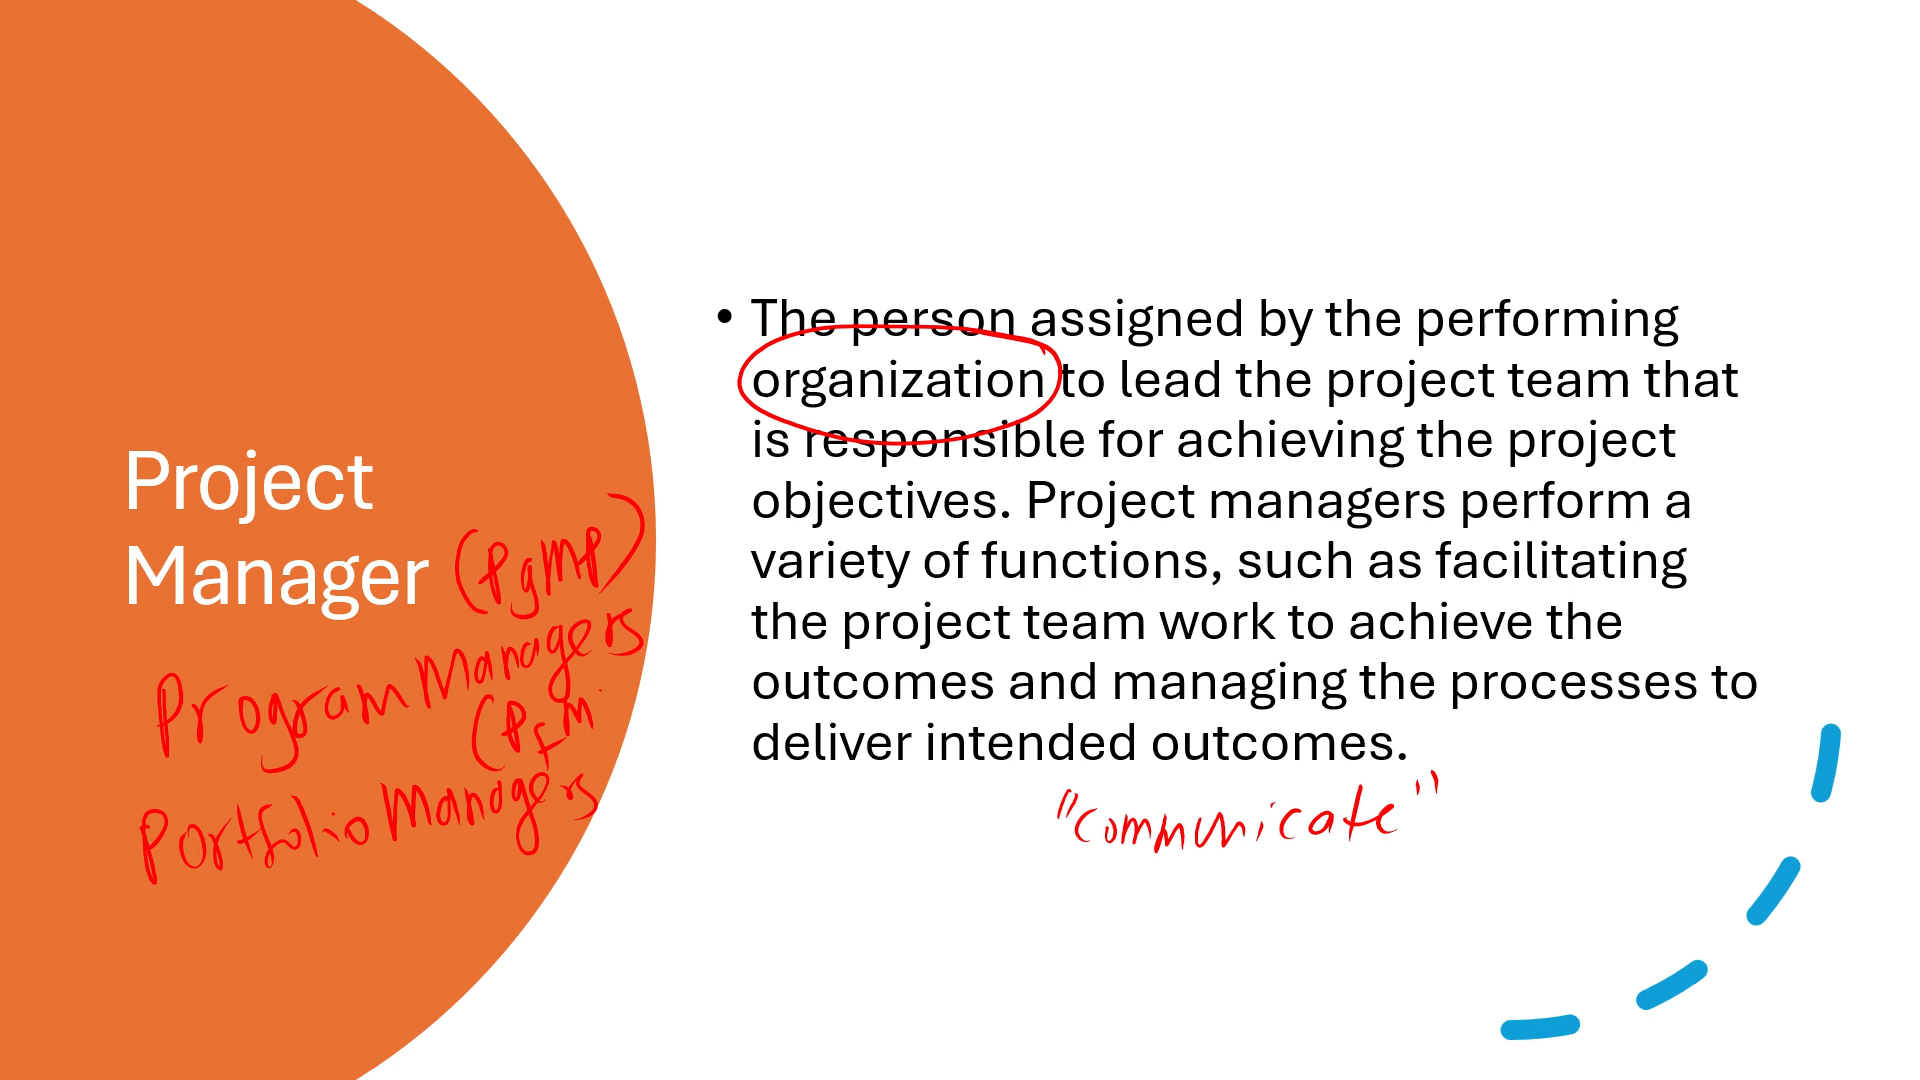 Project
Manager (PgMP)
Program Managers
(PfM
Portfolio Managers
• The person assigned by the performing
organization to lead the project team that
is responsible for achieving the project
objectives. Project managers perform a
variety of functions, such as facilitating
the project team work to achieve the
outcomes and managing the processes to
deliver intended outcomes.
"communicate"